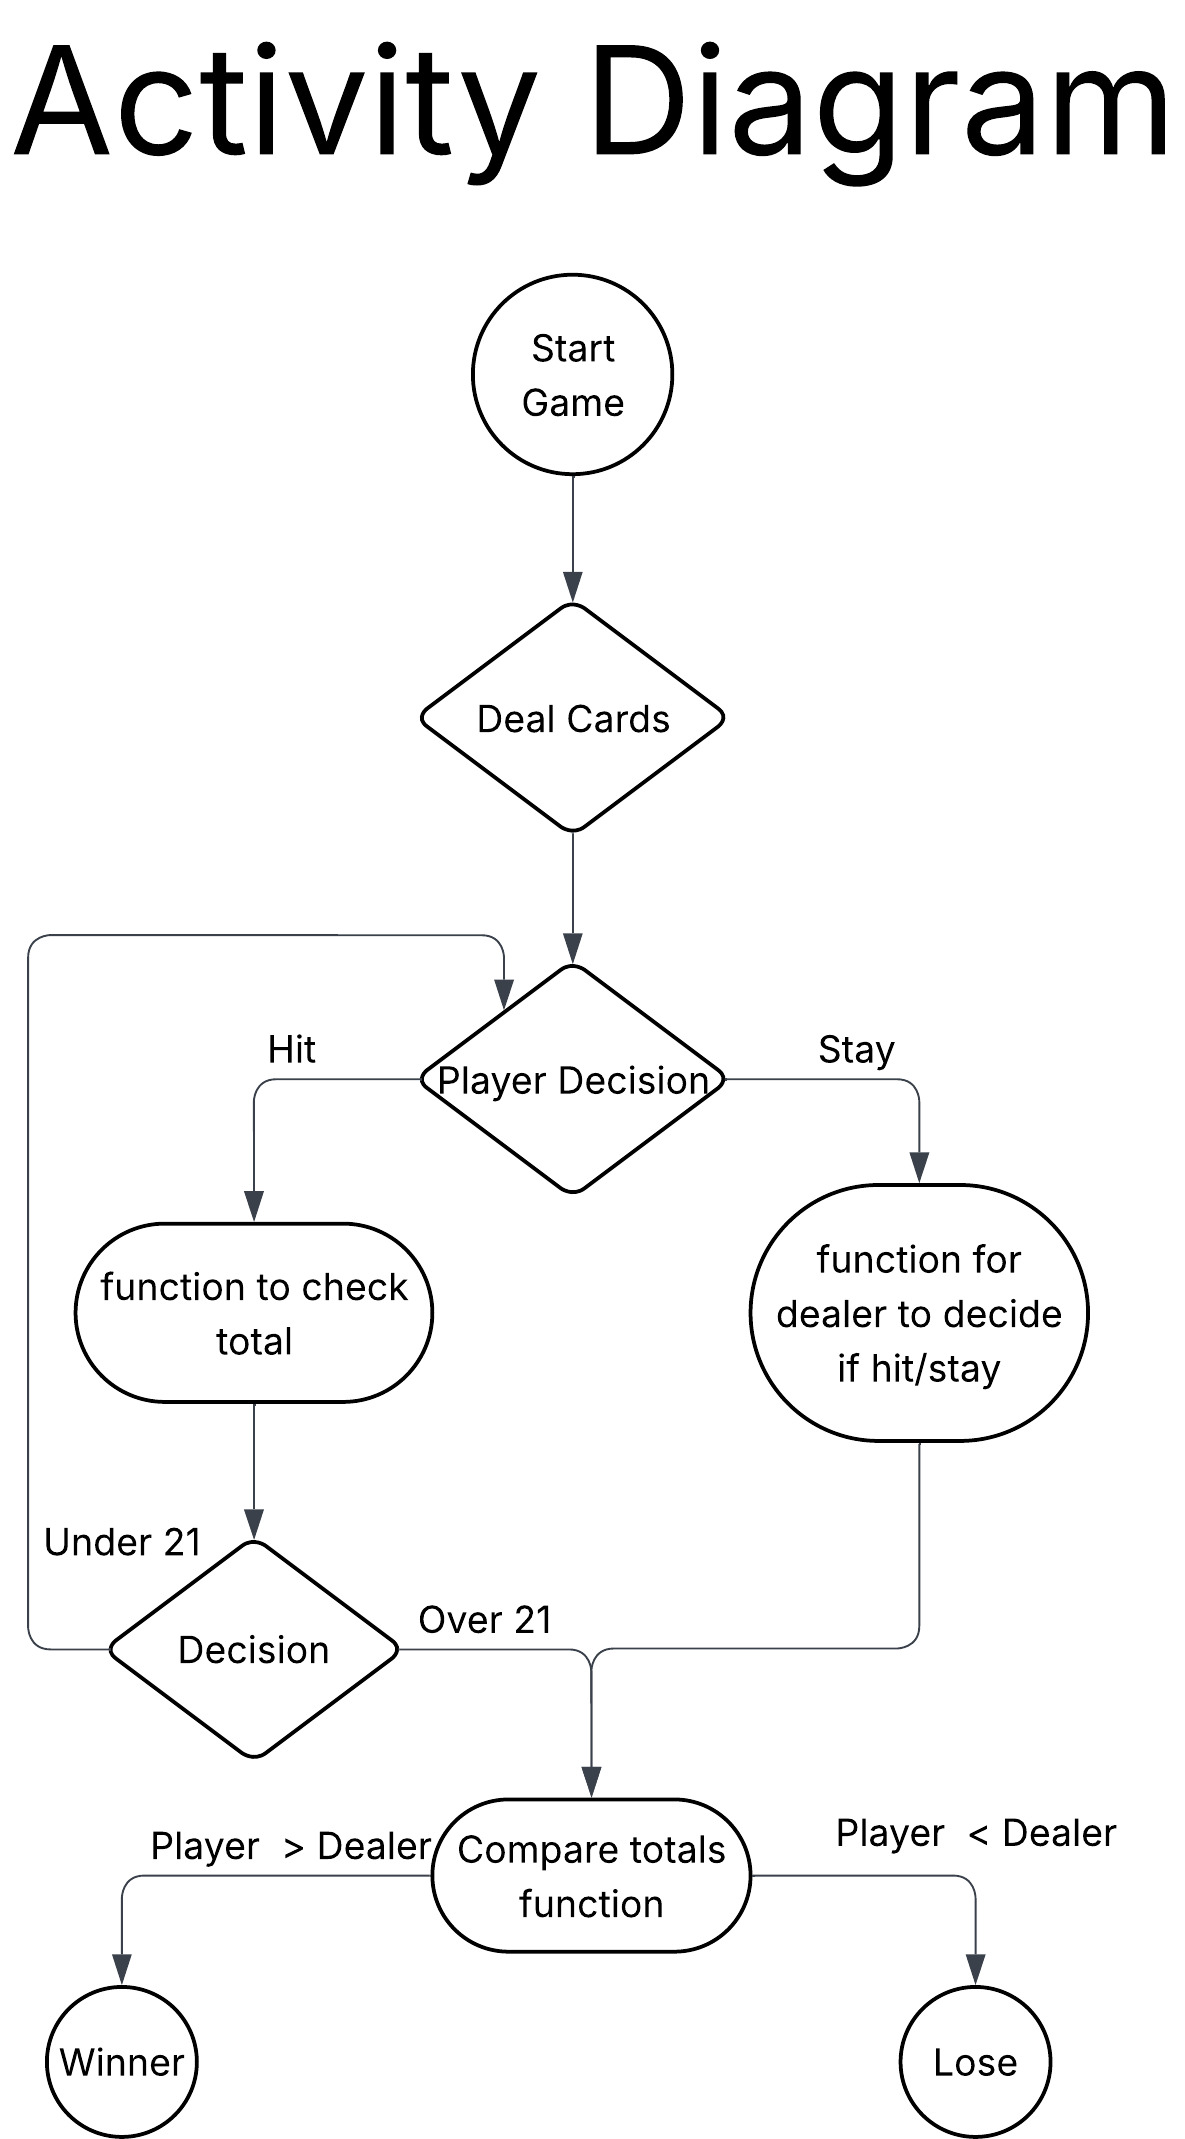 Activity Diagram
Start
Game
Deal Cards
Hit
Stay
Player Decision
function to check
total
function for
dealer to decide
if hit/stay
Under 21
Over 21
Decision
Player > Dealer
Compare totals
function
Player < Dealer
Winner
Lose